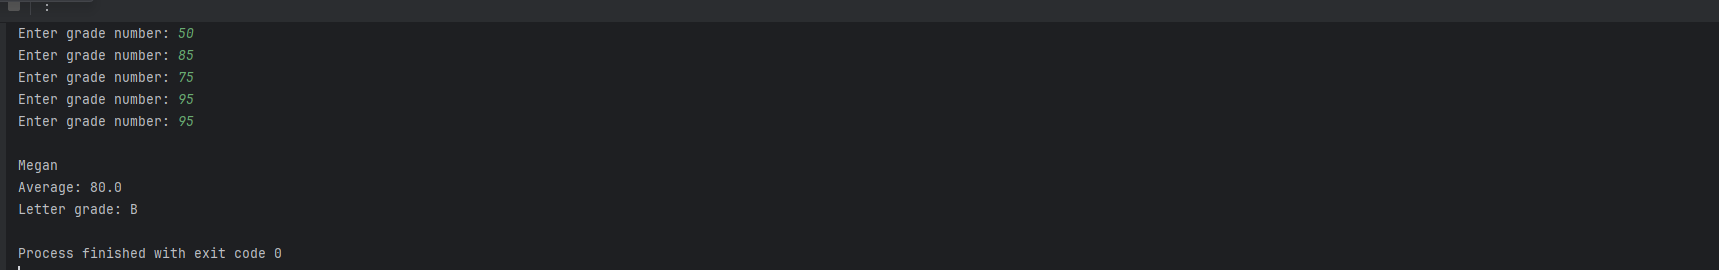 :
Enter grade number: 50
Enter grade number: 85
Enter grade number: 75
Enter grade number: 95
Enter grade number: 95
Megan
Average: 80.0
Letter grade: B
Process finished with exit code 0